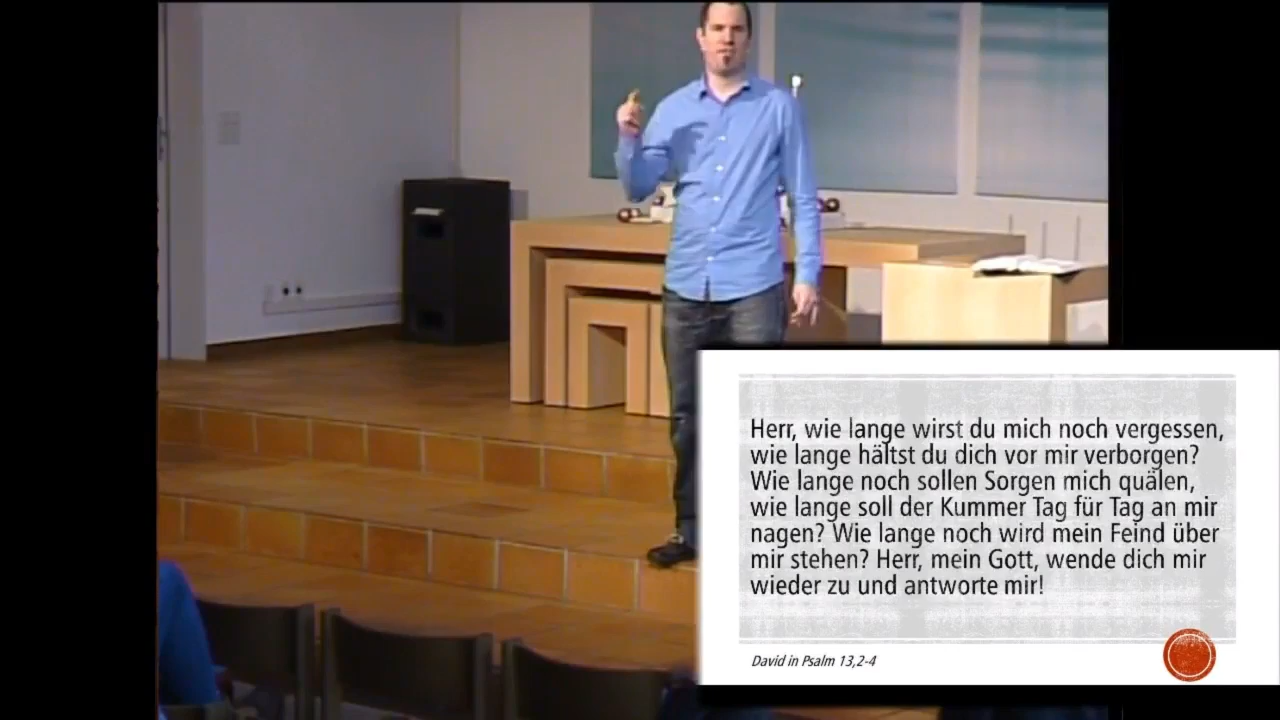 Herr, wie lange wirst du mich noch vergessen,
wie lange hältst du dich vor mir verborgen?
Wie lange noch sollen Sorgen mich quälen,
wie lange soll der Kummer Tag für Tag an mir
nagen? Wie lange noch wird mein Feind über
mir stehen? Herr, mein Gott, wende dich mir
wieder zu und antworte mir!
David in Psalm 13,2-4